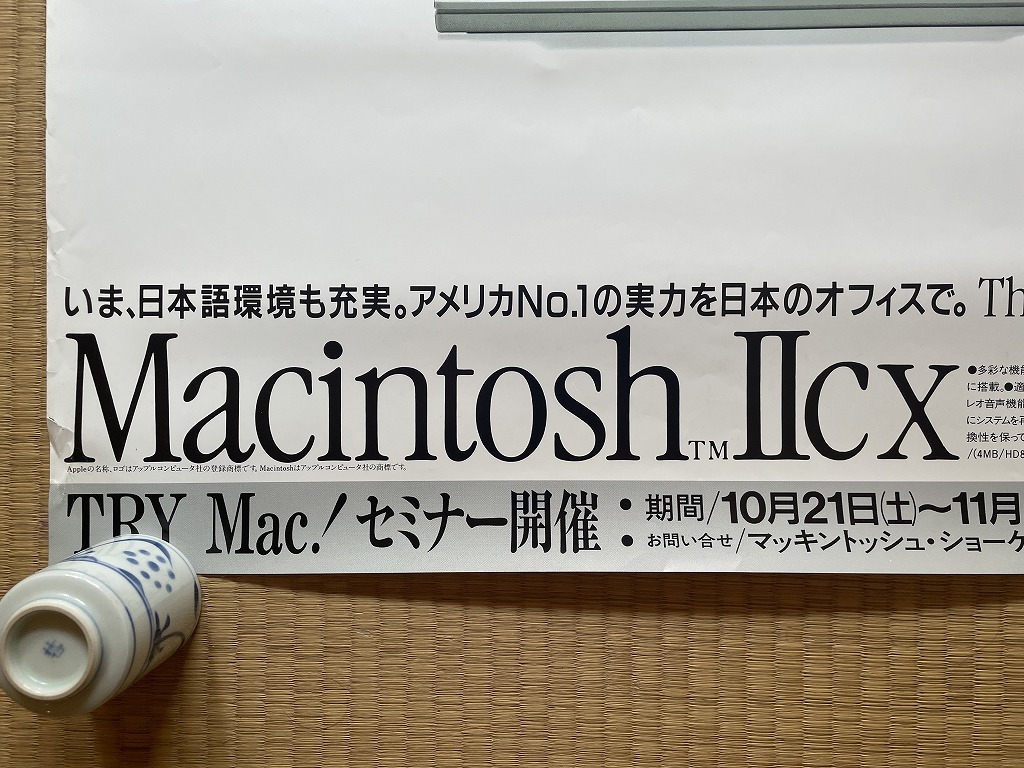 いま、日本語環境も充実。アメリカNo.1の実力を日本のオフィスで。Th
Macintosh™ IIcx
●多彩な機能
に搭載。●適
レオ音声機能
にシステムを再
換性を保って
/(4MB/HD8
Appleの名称、ロゴはアップルコンピュータ社の登録商標です。Macintoshはアップルコンピュータ社の商標です。
TRY Mac.! セミナー開催:
期間/10月21日(土)〜11月
お問い合せ/マッキントッシュ・ショーケ